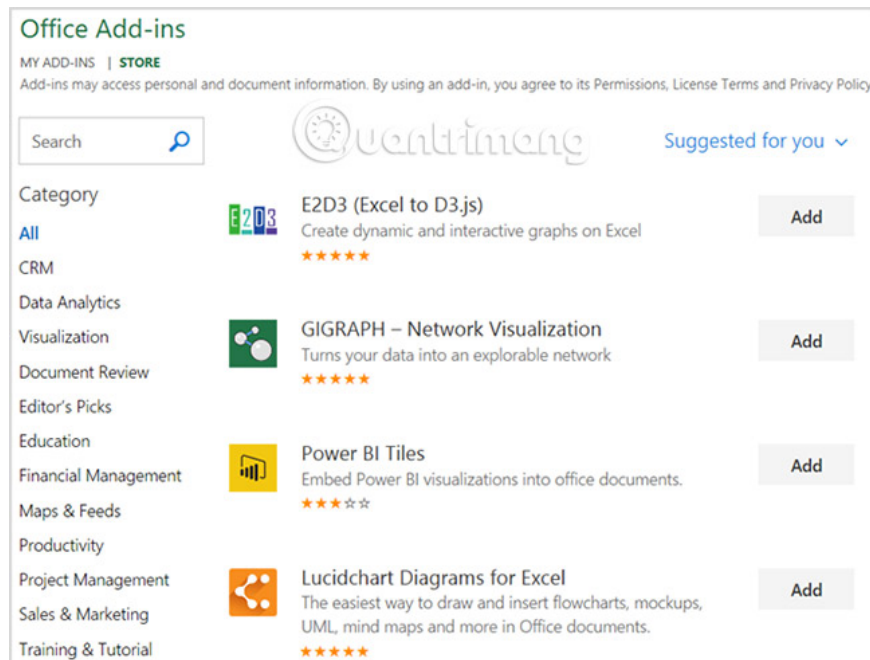 Office Add-ins
MY ADD-INS | STORE
Add-ins may access personal and document information. By using an add-in, you agree to its Permissions, License Terms and Privacy Policy
Search
Quantrimang
Suggested for you
Category
All
CRM
Data Analytics
Visualization
Document Review
Editor's Picks
Education
Financial Management
Maps & Feeds
Productivity
Project Management
Sales & Marketing
Training & Tutorial
E2D3
E2D3 (Excel to D3.js)
Create dynamic and interactive graphs on Excel
Add
GIGRAPH – Network Visualization
Turns your data into an explorable network
Add
Power BI Tiles
Embed Power BI visualizations into office documents.
Add
Lucidchart Diagrams for Excel
The easiest way to draw and insert flowcharts, mockups,
UML, mind maps and more in Office documents.
Add